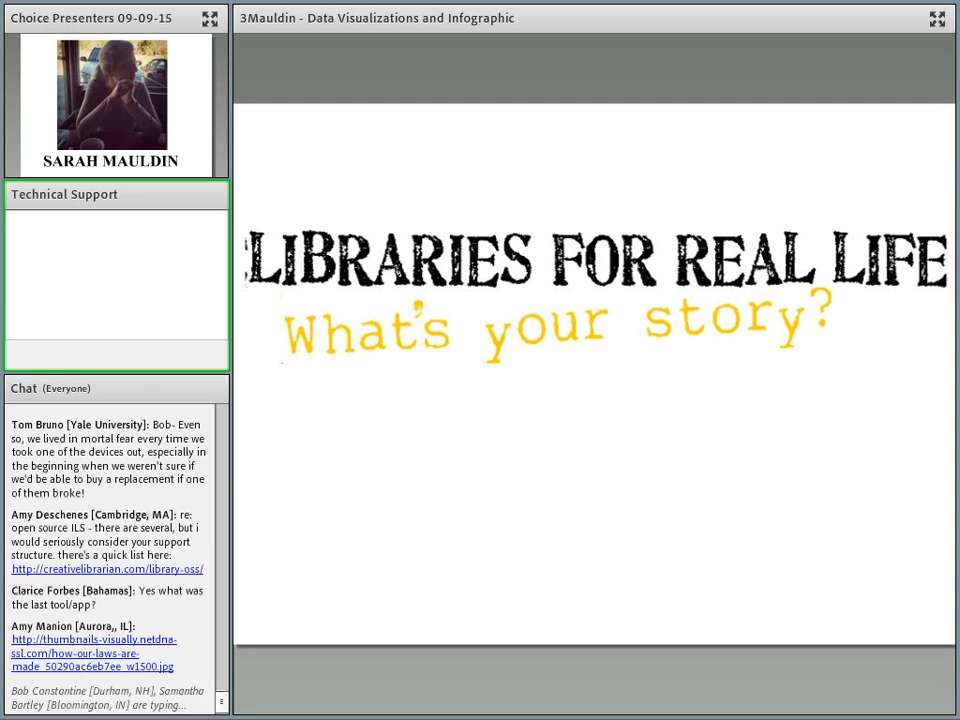 Choice Presenters 09-09-15
SARAH MAULDIN
Technical Support
Chat (Everyone)
Tom Bruno [Yale University]: Bob- Even
so, we lived in mortal fear every time we
took one of the devices out, especially in
the beginning when we weren't sure if
we'd be able to buy a replacement if one
of them broke!
Amy Deschenes [Cambridge, MA]: re:
open source ILS - there are several, but i
would seriously consider your support
structure. there's a quick list here:
http://creativelibrarian.com/library-oss/
Clarice Forbes [Bahamas]: Yes what was
the last tool/app?
Amy Manion [Aurora,, IL]:
http://thumbnails-visually.netdna-
ssl.com/how-our-laws-are-
made_50290ac6eb7ee_w1500.jpg
Bob Constantine [Durham, NH], Samantha
Bartley [Bloomington, IN] are typing...
3Mauldin - Data Visualizations and Infographic
LIBRARIES FOR REAL LIFE
What's your story?